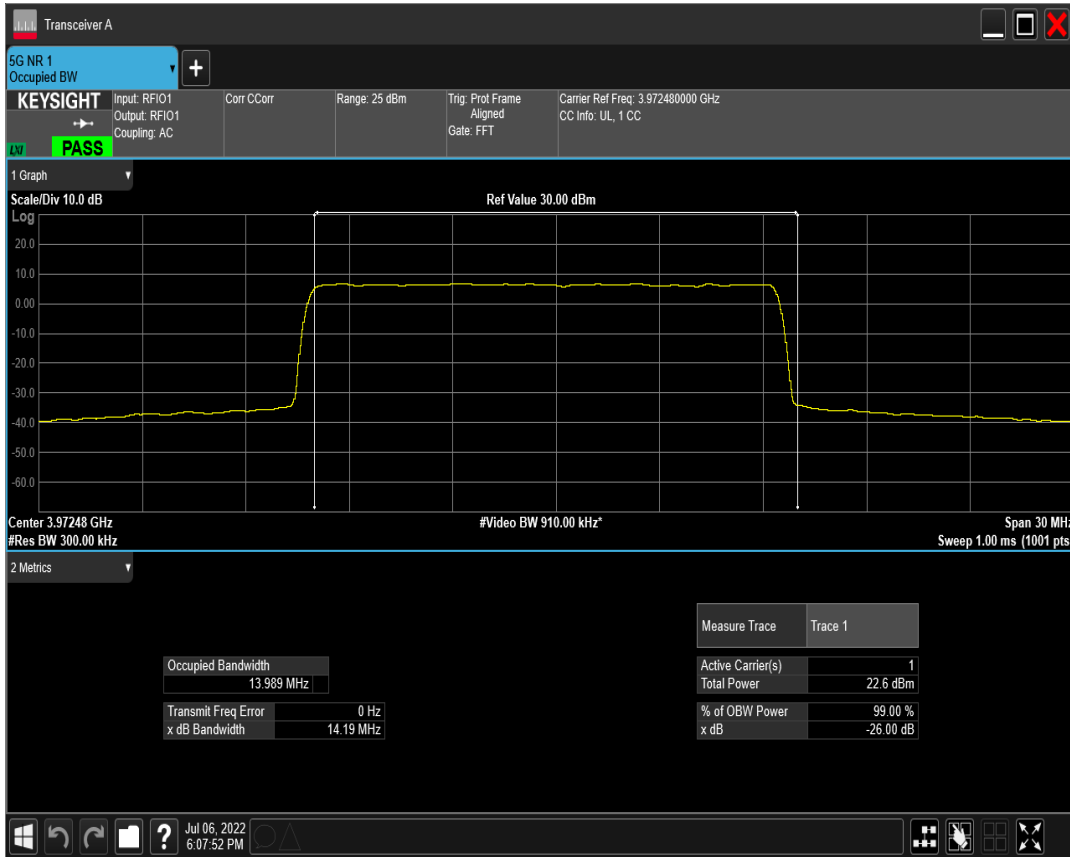 Transceiver A
5G NR 1
Occupied BW
KEYSIGHT
LXI
PASS
Input: RFIO1
Output: RFIO1
Coupling: AC
Corr CCorr
Range: 25 dBm
Trig: Prot Frame
Aligned
Gate: FFT
Carrier Ref Freq: 3.972480000 GHz
CC Info: UL, 1 CC
1 Graph
Scale/Div 10.0 dB
Ref Value 30.00 dBm
Log
20.0
10.0
0.00
-10.0
-20.0
-30.0
-40.0
-50.0
-60.0
Center 3.97248 GHz
#Video BW 910.00 kHz*
Span 30 MHz
#Res BW 300.00 kHz
Sweep 1.00 ms (1001 pts
2 Metrics
Measure Trace Trace 1
Occupied Bandwidth
13.989 MHz
Active Carrier(s) 1
Total Power 22.6 dBm
Transmit Freq Error 0 Hz
x dB Bandwidth 14.19 MHz
% of OBW Power 99.00 %
x dB -26.00 dB
?
Jul 06, 2022
6:07:52 PM